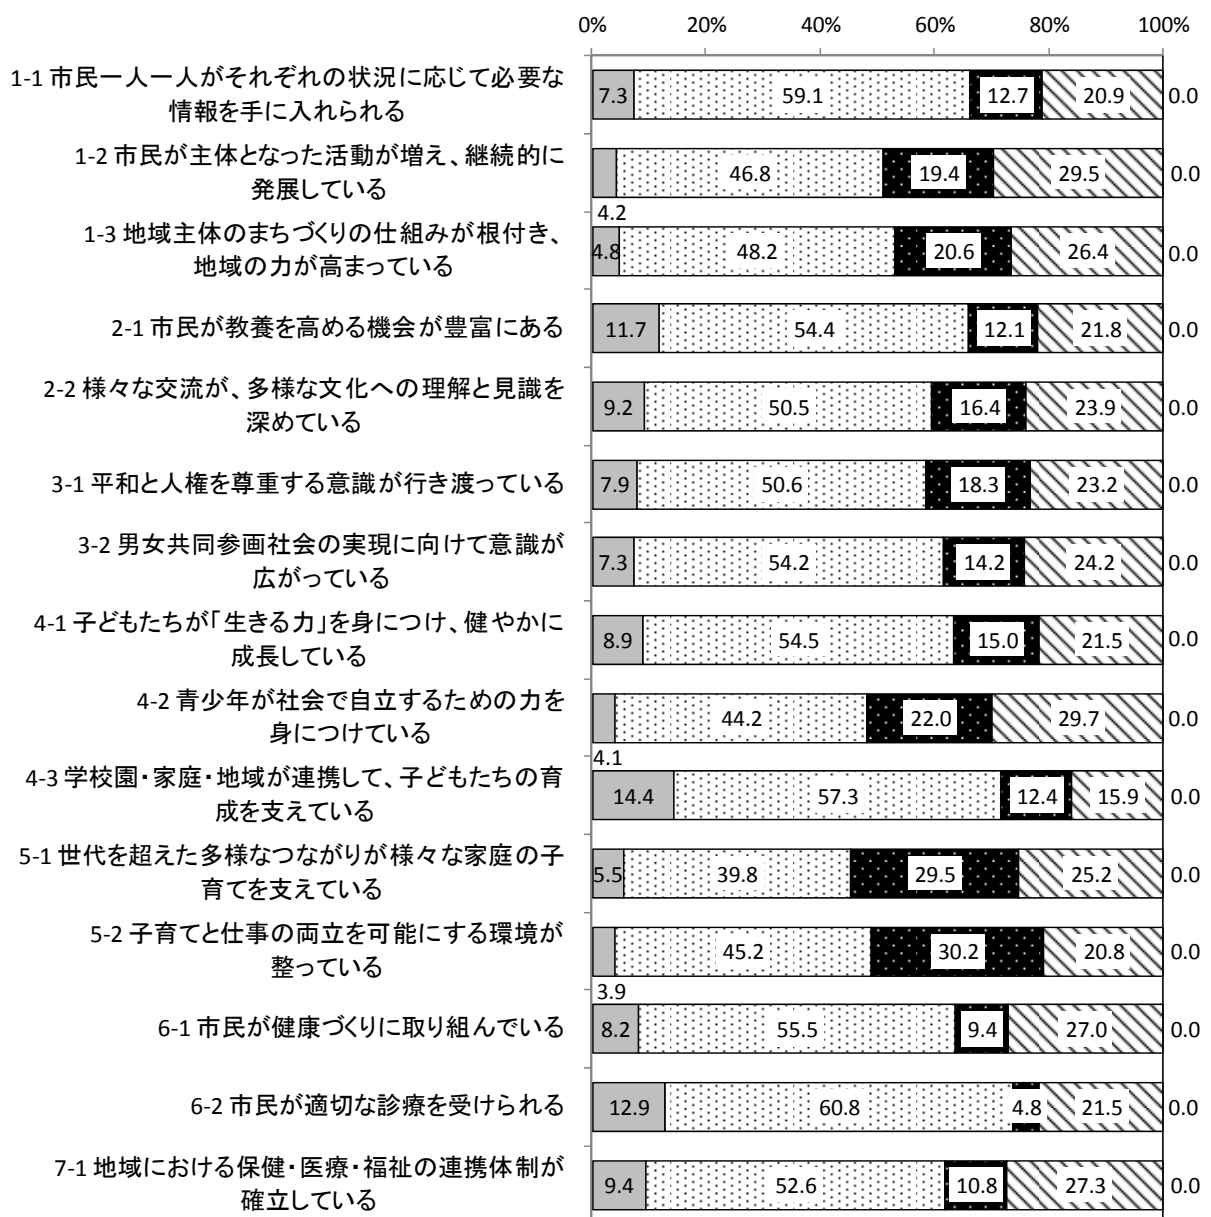 0% 20% 40% 60% 80% 100%
1-1 市民一人一人がそれぞれの状況に応じて必要な
情報を手に入れられる
7.3 59.1 12.7 20.9 0.0
1-2 市民が主体となった活動が増え、継続的に
発展している
46.8 19.4 29.5 0.0
4.2
1-3 地域主体のまちづくりの仕組みが根付き、
地域の力が高まっている
4.8 48.2 20.6 26.4 0.0
2-1 市民が教養を高める機会が豊富にある
11.7 54.4 12.1 21.8 0.0
2-2 様々な交流が、多様な文化への理解と見識を
深めている
9.2 50.5 16.4 23.9 0.0
3-1 平和と人権を尊重する意識が行き渡っている
7.9 50.6 18.3 23.2 0.0
3-2 男女共同参画社会の実現に向けて意識が
広がっている
7.3 54.2 14.2 24.2 0.0
4-1 子どもたちが「生きる力」を身につけ、健やかに
成長している
8.9 54.5 15.0 21.5 0.0
4-2 青少年が社会で自立するための力を
身につけている
44.2 22.0 29.7 0.0
4.1
4-3 学校園・家庭・地域が連携して、子どもたちの育
成を支えている
14.4 57.3 12.4 15.9 0.0
5-1 世代を超えた多様なつながりが様々な家庭の子
育てを支えている
5.5 39.8 29.5 25.2 0.0
5-2 子育てと仕事の両立を可能にする環境が
整っている
45.2 30.2 20.8 0.0
3.9
6-1 市民が健康づくりに取り組んでいる
8.2 55.5 9.4 27.0 0.0
6-2 市民が適切な診療を受けられる
12.9 60.8 4.8 21.5 0.0
7-1 地域における保健・医療・福祉の連携体制が
確立している
9.4 52.6 10.8 27.3 0.0